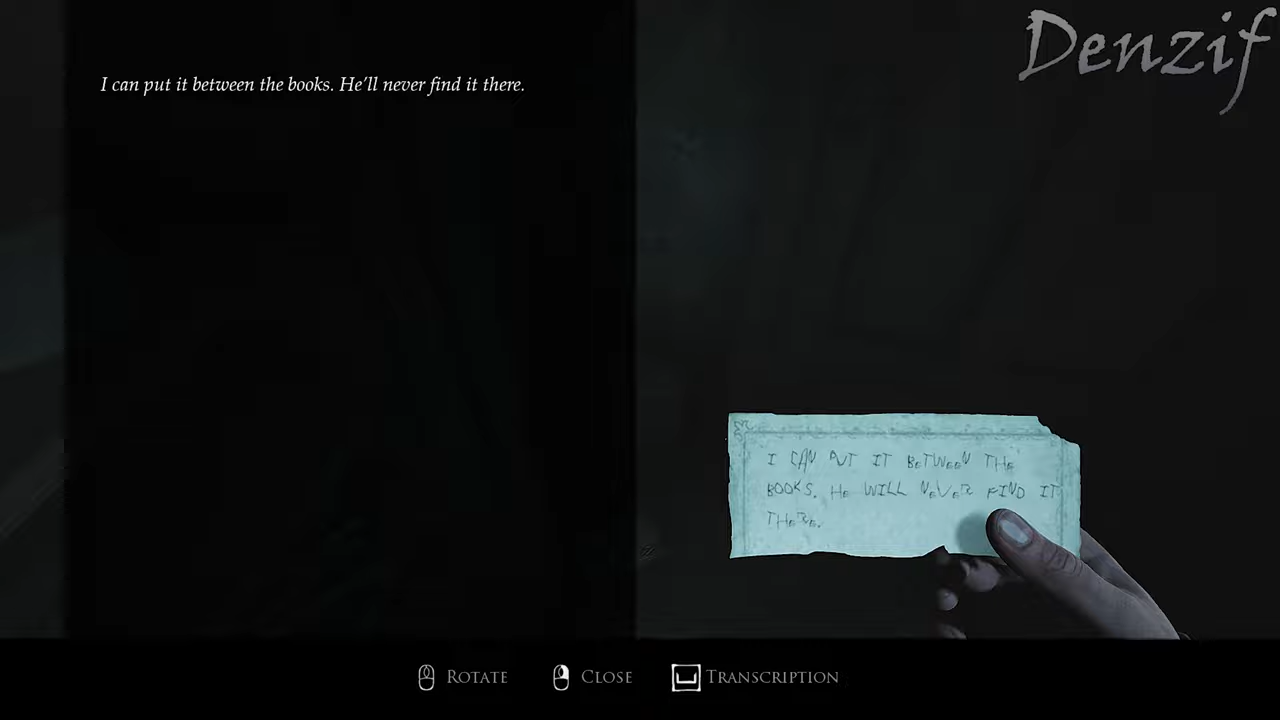 Denzif
I can put it between the books. He'll never find it there.
I CAN PUT IT BETWEEN THE
BOOKS. HE WILL NEVER FIND IT
THERE.
ROTATE
CLOSE
TRANSCRIPTION